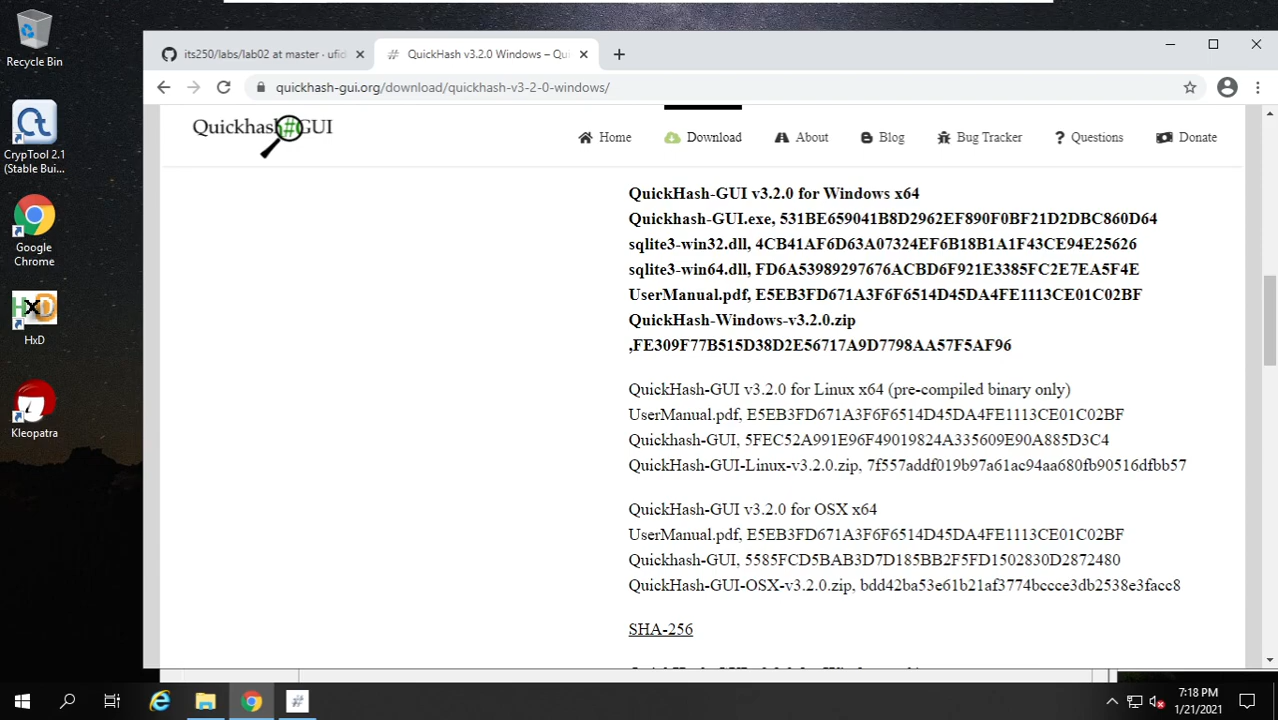 Recycle Bin
CrypTool 2.1
(Stable Bui...
Google
Chrome
HxD
Kleopatra
its250/labs/lab02 at master · ufid
# QuickHash v3.2.0 Windows – Qu
quickhash-gui.org/download/quickhash-v3-2-0-windows/
Quickhash#GUI
Home Download About Blog Bug Tracker Questions Donate
QuickHash-GUI v3.2.0 for Windows x64
Quickhash-GUI.exe, 531BE659041B8D2962EF890F0BF21D2DBC860D64
sqlite3-win32.dll, 4CB41AF6D63A07324EF6B18B1A1F43CE94E25626
sqlite3-win64.dll, FD6A53989297676ACBD6F921E3385FC2E7EA5F4E
UserManual.pdf, E5EB3FD671A3F6F6514D45DA4FE1113CE01C02BF
QuickHash-Windows-v3.2.0.zip
,FE309F77B515D38D2E56717A9D7798AA57F5AF96
QuickHash-GUI v3.2.0 for Linux x64 (pre-compiled binary only)
UserManual.pdf, E5EB3FD671A3F6F6514D45DA4FE1113CE01C02BF
Quickhash-GUI, 5FEC52A991E96F49019824A335609E90A885D3C4
QuickHash-GUI-Linux-v3.2.0.zip, 7f557addf019b97a61ac94aa680fb90516dfbb57
QuickHash-GUI v3.2.0 for OSX x64
UserManual.pdf, E5EB3FD671A3F6F6514D45DA4FE1113CE01C02BF
Quickhash-GUI, 5585FCD5BAB3D7D185BB2F5FD1502830D2872480
QuickHash-GUI-OSX-v3.2.0.zip, bdd42ba53e61b21af3774bccce3db2538e3facc8
SHA-256
7:18 PM
1/21/2021